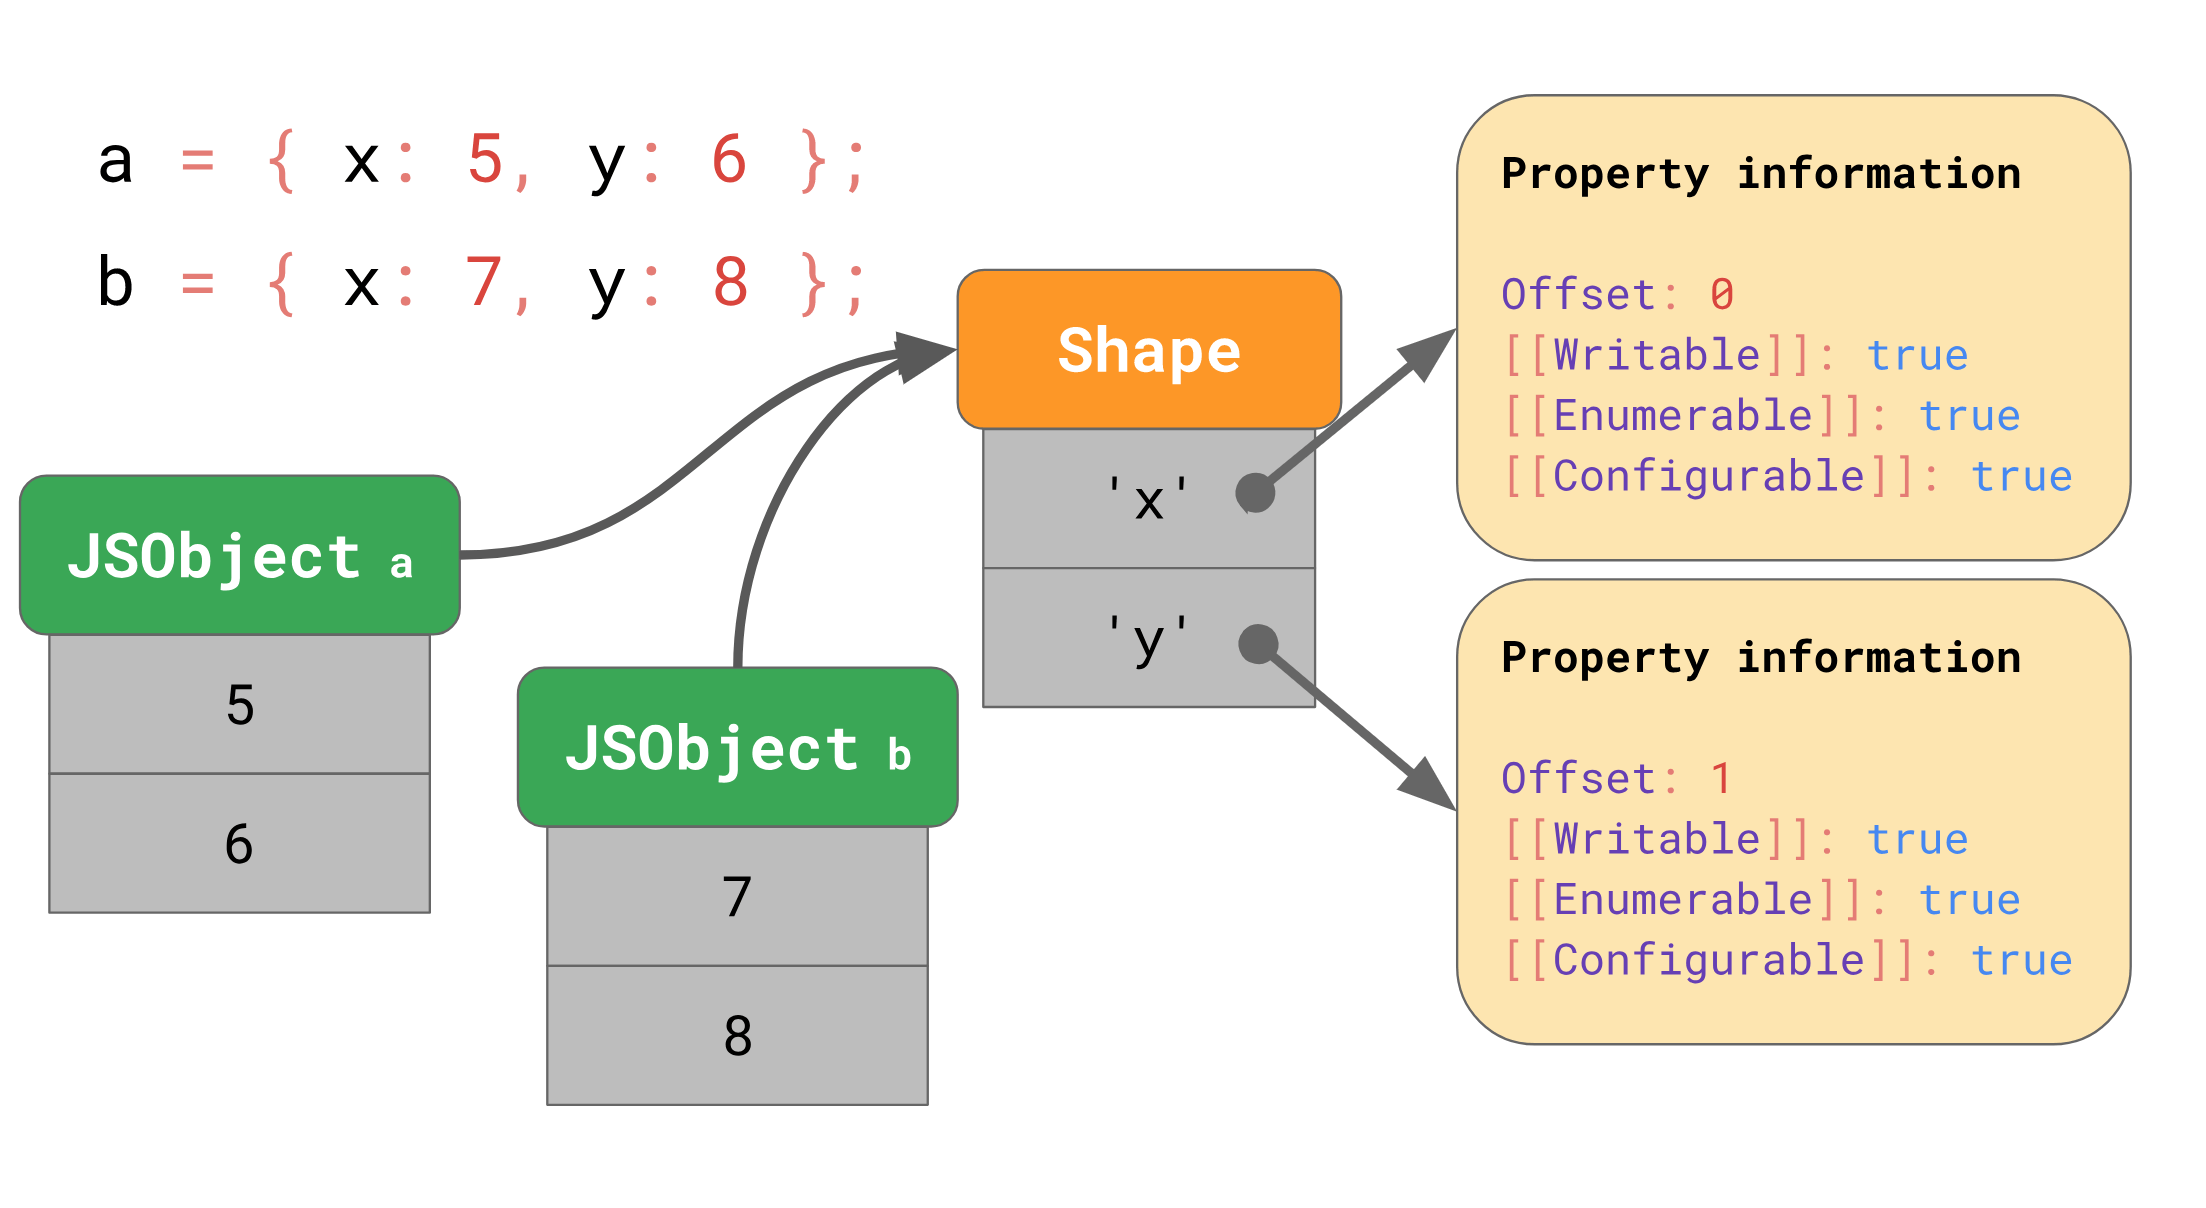 a = { x: 5, y: 6 };
b = { x: 7, y: 8 };
JSObject a
5
6
JSObject b
7
8
Shape
'x'
'y'
Property information
Offset: 0
[[Writable]]: true
[[Enumerable]]: true
[[Configurable]]: true
Property information
Offset: 1
[[Writable]]: true
[[Enumerable]]: true
[[Configurable]]: true